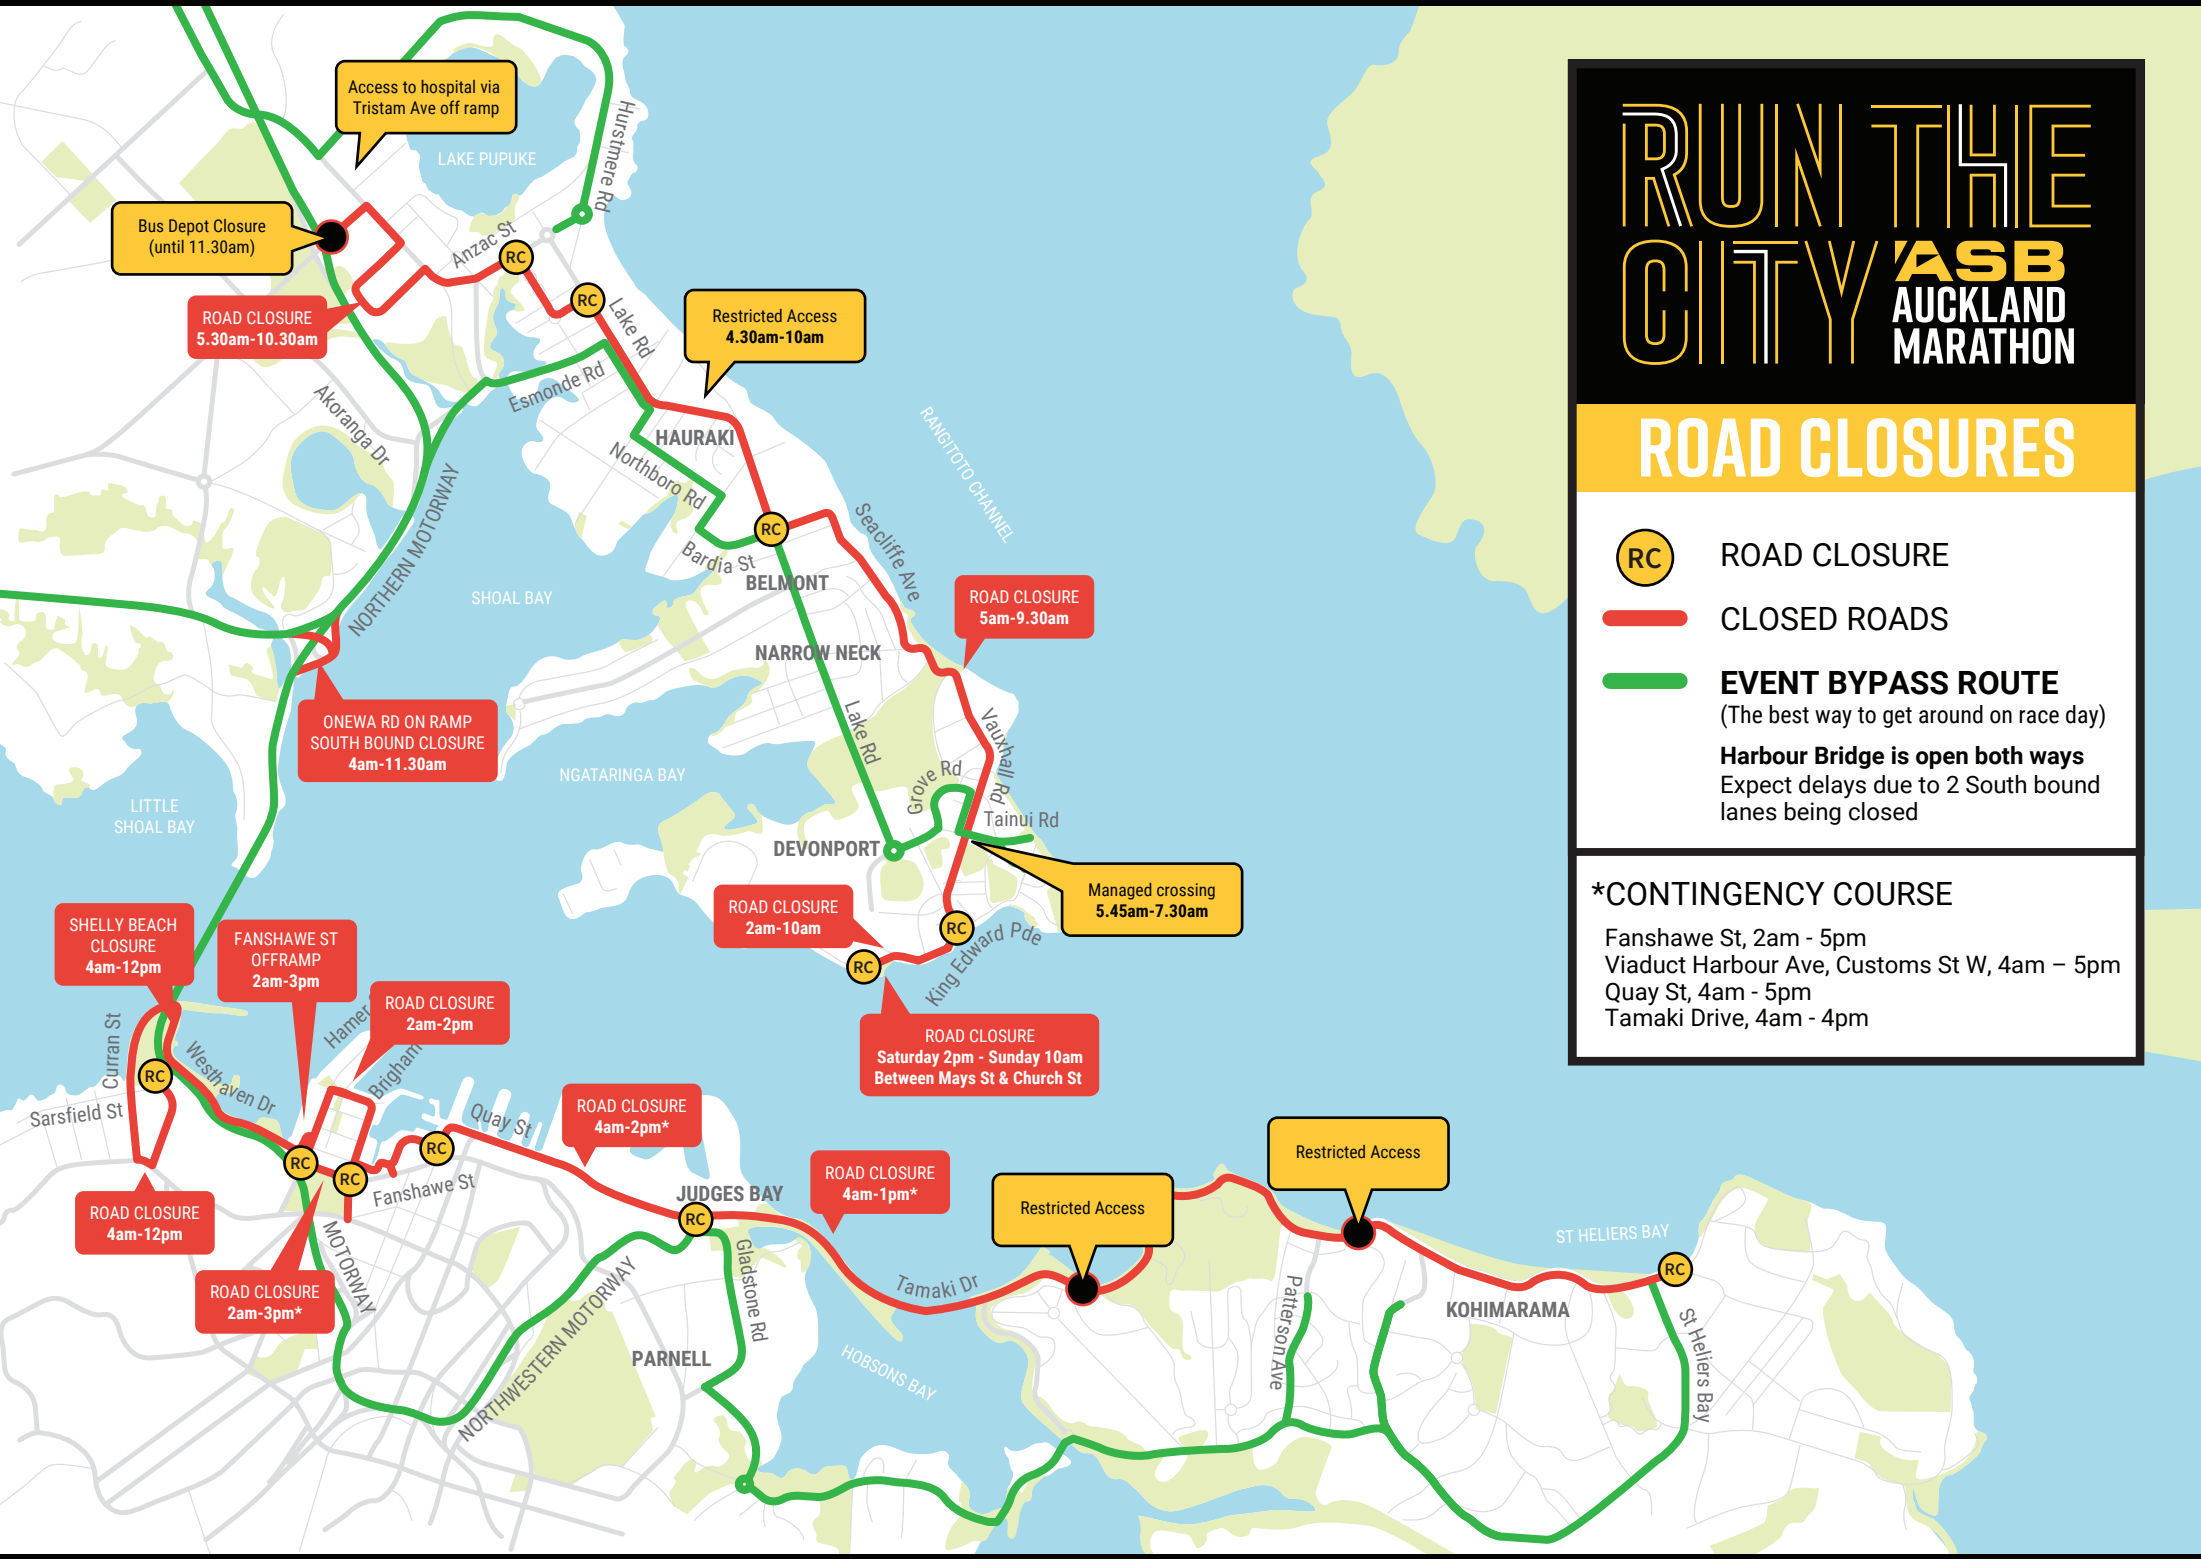 Access to hospital via
Tristam Ave off ramp
LAKE PUPUKE
Hurstmere Rd
Bus Depot Closure
(until 11.30am)
Anzac St
RC
RC
ROAD CLOSURE
5.30am-10.30am
Lake Rd
Restricted Access
4.30am-10am
Esmonde Rd
Akoranga Dr
HAURAKI
Northboro Rd
RANGITOTO CHANNEL
NORTHERN MOTORWAY
RC
Seacliffe Ave
Bardia St
BELMONT
SHOAL BAY
ROAD CLOSURE
5am-9.30am
NARROW NECK
ONEWA RD ON RAMP
SOUTH BOUND CLOSURE
4am-11.30am
Lake Rd
Vauxhall Rd
NGATARINGA BAY
Grove Rd
LITTLE
SHOAL BAY
Tainui Rd
DEVONPORT
Managed crossing
5.45am-7.30am
ROAD CLOSURE
2am-10am
RC
RC
King Edward Pde
ROAD CLOSURE
Saturday 2pm - Sunday 10am
Between Mays St & Church St
SHELLY BEACH
CLOSURE
4am-12pm
FANSHAWE ST
OFFRAMP
2am-3pm
ROAD CLOSURE
2am-2pm
Hamer
Brigham
Curran St
RC
Westhaven Dr
Sarsfield St
RC
RC
RC
Quay St
Fanshawe St
ROAD CLOSURE
4am-2pm*
ROAD CLOSURE
4am-12pm
ROAD CLOSURE
2am-3pm*
MOTORWAY
JUDGES BAY
RC
ROAD CLOSURE
4am-1pm*
Gladstone Rd
NORTHWESTERN MOTORWAY
PARNELL
Tamaki Dr
HOBSONS BAY
Restricted Access
Restricted Access
Patterson Ave
ST HELIERS BAY
RC
KOHIMARAMA
St Heliers Bay
RUN THE
CITY
ASB
AUCKLAND
MARATHON
ROAD CLOSURES
RC
ROAD CLOSURE
CLOSED ROADS
EVENT BYPASS ROUTE
(The best way to get around on race day)
Harbour Bridge is open both ways
Expect delays due to 2 South bound
lanes being closed
*CONTINGENCY COURSE
Fanshawe St, 2am - 5pm
Viaduct Harbour Ave, Customs St W, 4am – 5pm
Quay St, 4am - 5pm
Tamaki Drive, 4am - 4pm